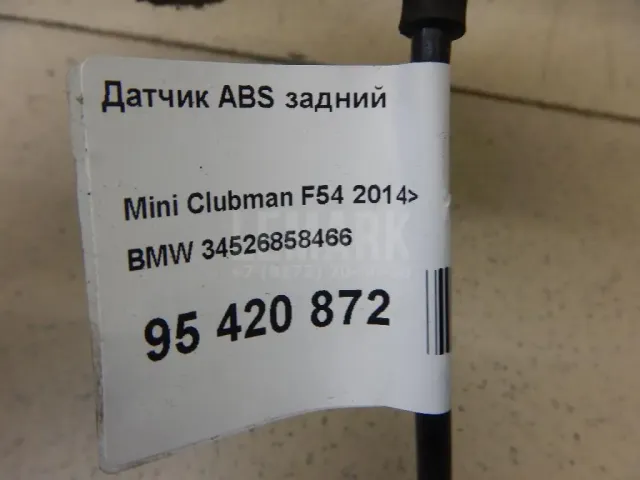 Датчик ABS задний
Mini Clubman F54 2014>
BMW 34526858466
95 420 872